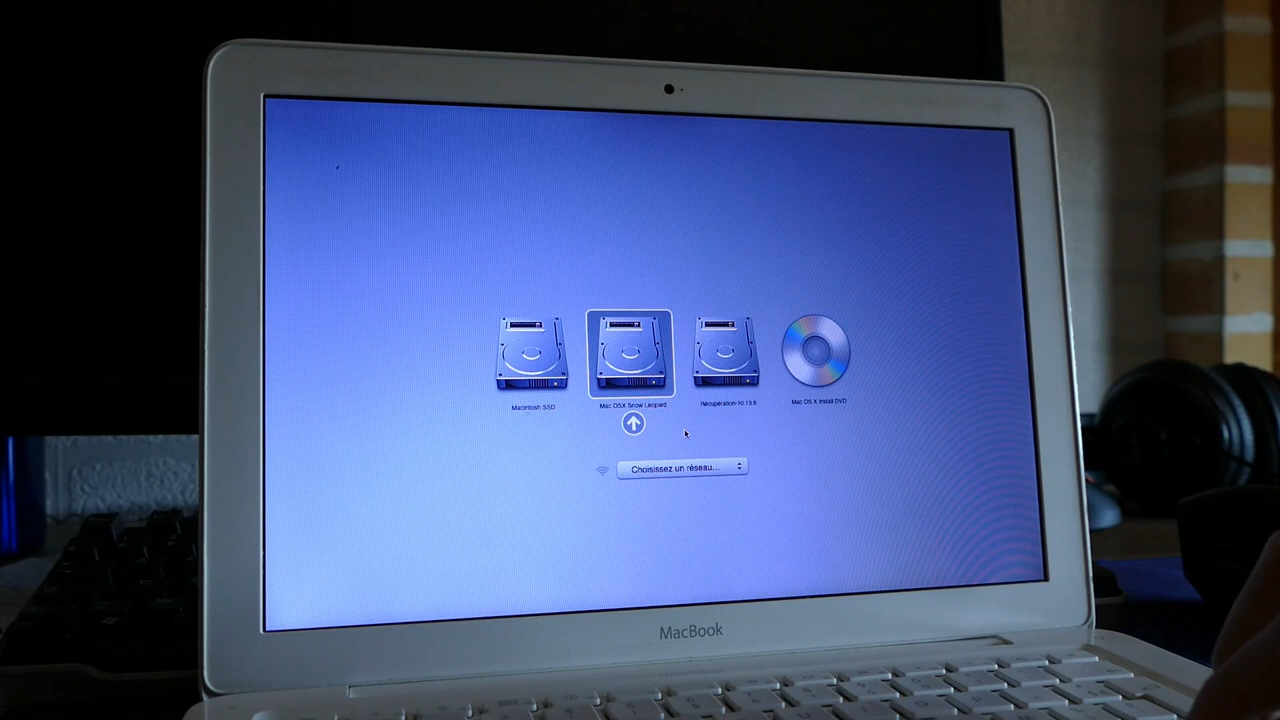 Macintosh SSD
Mac OSX Snow Leopard
Récupération-10.13.6
Mac OS X Install DVD
Choisissez un réseau...
MacBook